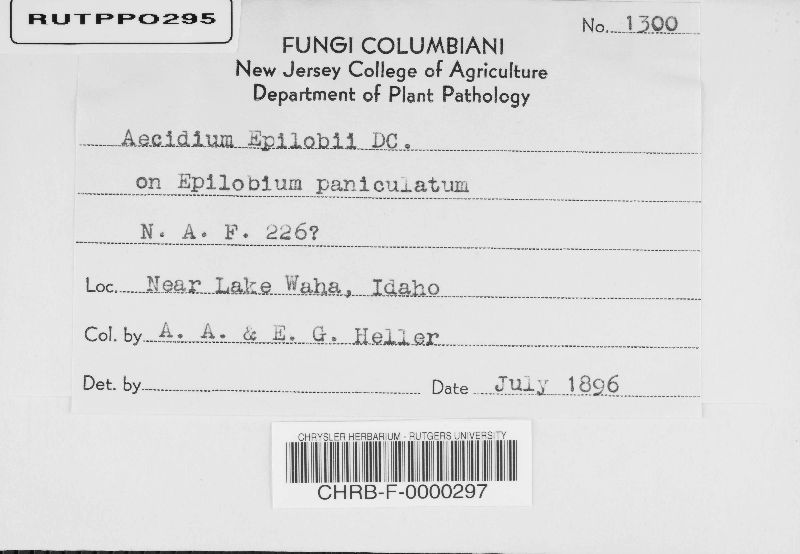 RUTPP0295
No. 1300
FUNGI COLUMBIANI
New Jersey College of Agriculture
Department of Plant Pathology
Aecidium Epilobii DC.
on Epilobium paniculatum
N. A. F. 226?
Loc. Near Lake Waha, Idaho
Col. by A. A. & E. G. Heller
Det. by Date July 1896
CHRYSLER HERBARIUM - RUTGERS UNIVERSITY
CHRB-F-0000297